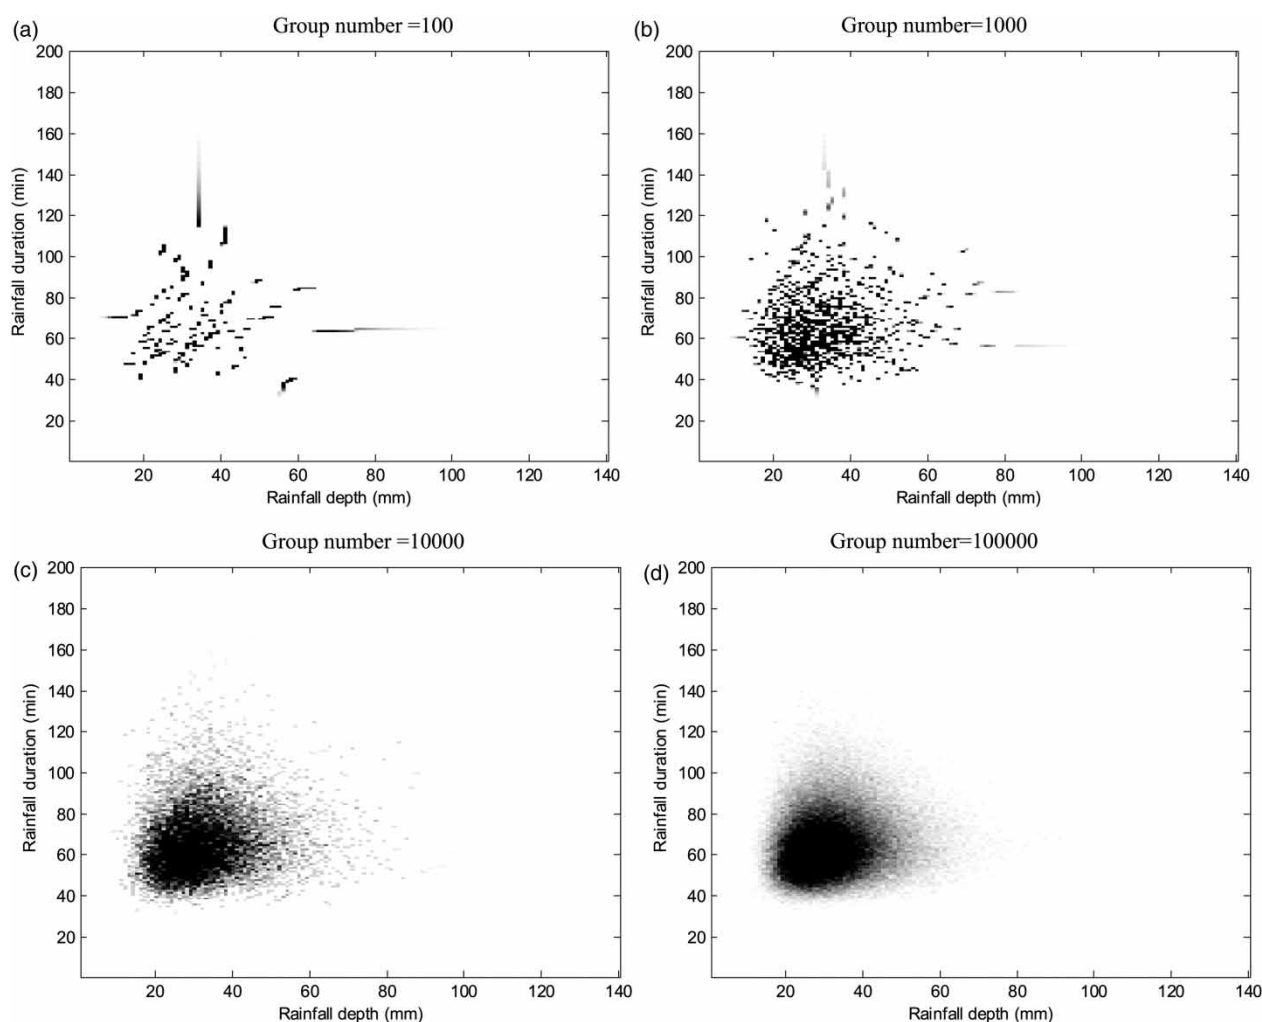 (a)
Group number =100
200
180
160
140
120
100
80
60
40
20
Rainfall duration (min)
20 40 60 80 100 120 140
Rainfall depth (mm)
(b)
Group number=1000
200
180
160
140
120
100
80
60
40
20
Rainfall duration (min)
20 40 60 80 100 120 140
Rainfall depth (mm)
(c)
Group number =10000
200
180
160
140
120
100
80
60
40
20
Rainfall duration (min)
20 40 60 80 100 120 140
Rainfall depth (mm)
(d)
Group number=100000
200
180
160
140
120
100
80
60
40
20
Rainfall duration (min)
20 40 60 80 100 120 140
Rainfall depth (mm)